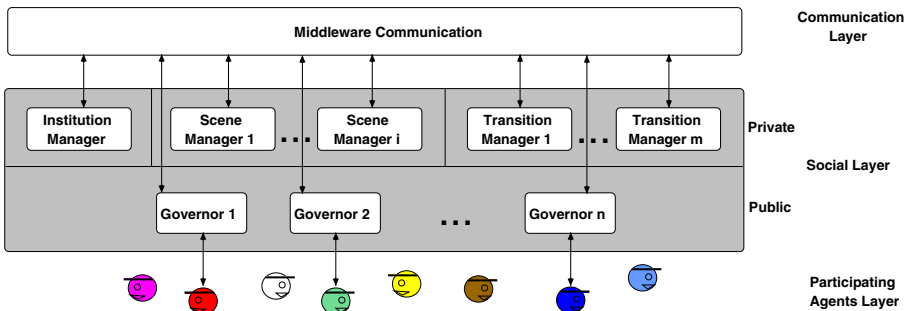 Communication
Layer
Middleware Communication
Institution
Manager
Scene
Manager 1
...
Scene
Manager i
Transition
Manager 1
...
Transition
Manager m
Private
Social Layer
Public
Governor 1
Governor 2
...
Governor n
Participating
Agents Layer